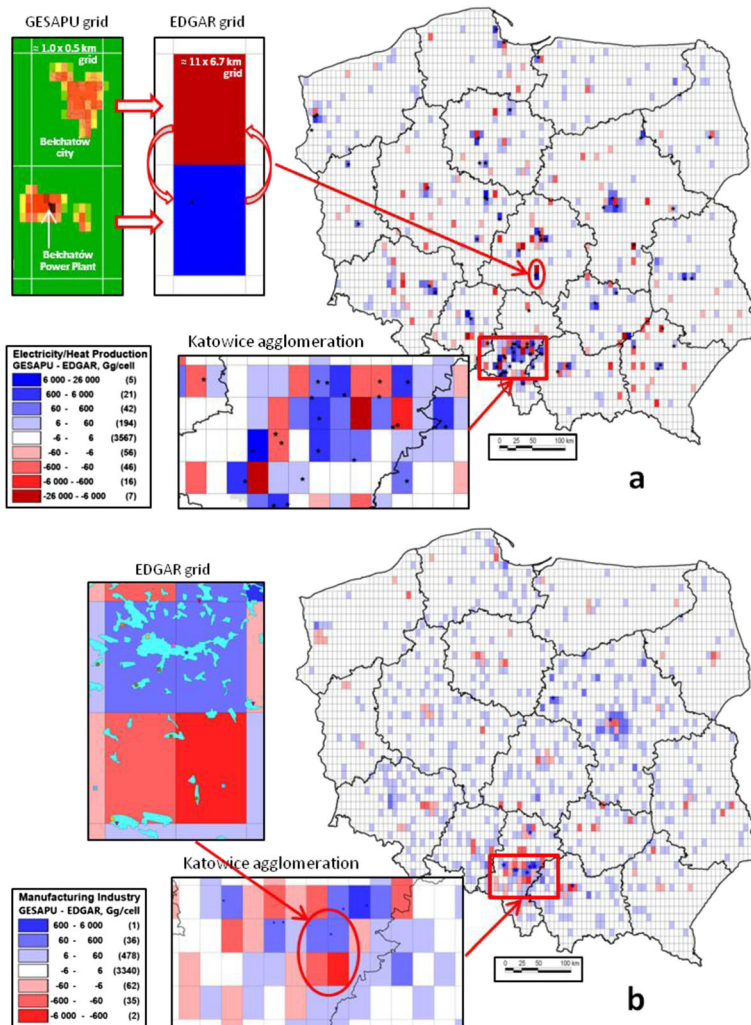 GESAPU grid
EDGAR grid
≈ 1.0 x 0.5 km
grid
≈ 11 x 6.7 km
grid
Bełchatów
city
Bełchatów
Power Plant
Katowice agglomeration
Electricity/Heat Production
GESAPU - EDGAR, Gg/cell
6 000 - 26 000 (5)
600 - 6 000 (21)
60 - 600 (42)
6 - 60 (194)
-6 - 6 (3567)
-60 - -6 (56)
-600 - -60 (46)
-6 000 - -600 (16)
-26 000 - -6 000 (7)
0 25 50 100 km
a
EDGAR grid
Katowice agglomeration
Manufacturing Industry
GESAPU - EDGAR, Gg/cell
600 - 6 000 (1)
60 - 600 (36)
6 - 60 (478)
-6 - 6 (3340)
-60 - -6 (62)
-600 - -60 (35)
-6 000 - -600 (2)
0 25 50 100 km
b